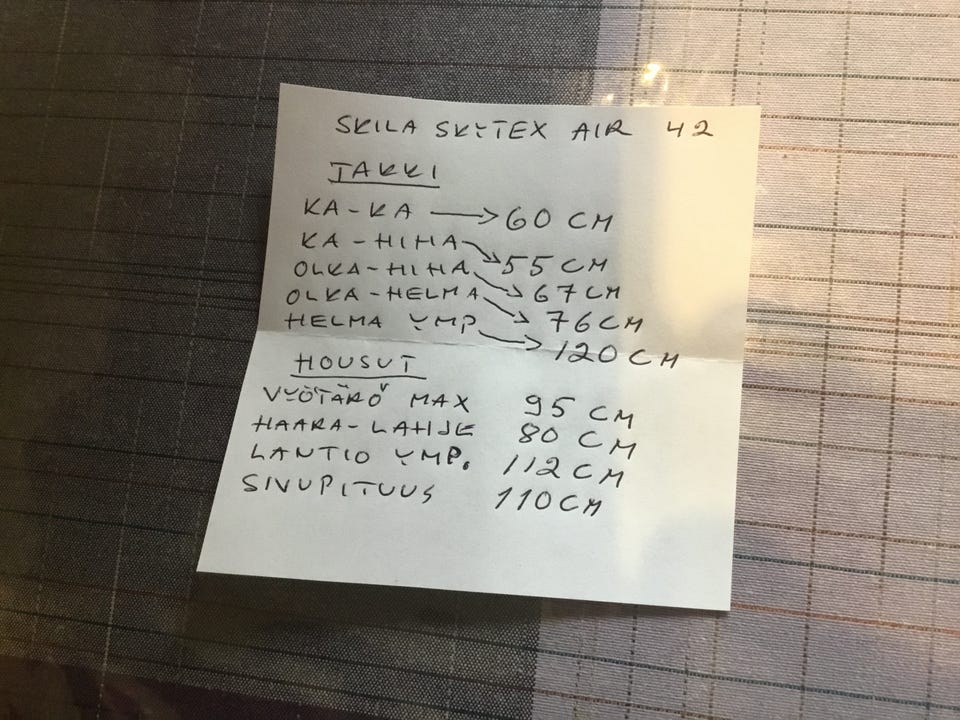 SKILA SKYTEX AIR 42
TAKKI
KA-KA → 60 CM
KA-HIHA → 55 CM
OLKA-HIHA → 67 CM
OLKA-HELMA → 76 CM
HELMA YMP → 120 CM
HOUSUT
VYÖTÄRÖ MAX 95 CM
HAARA-LAHJE 80 CM
LANTIO YMP. 112 CM
SIVUPITUUS 110 CM